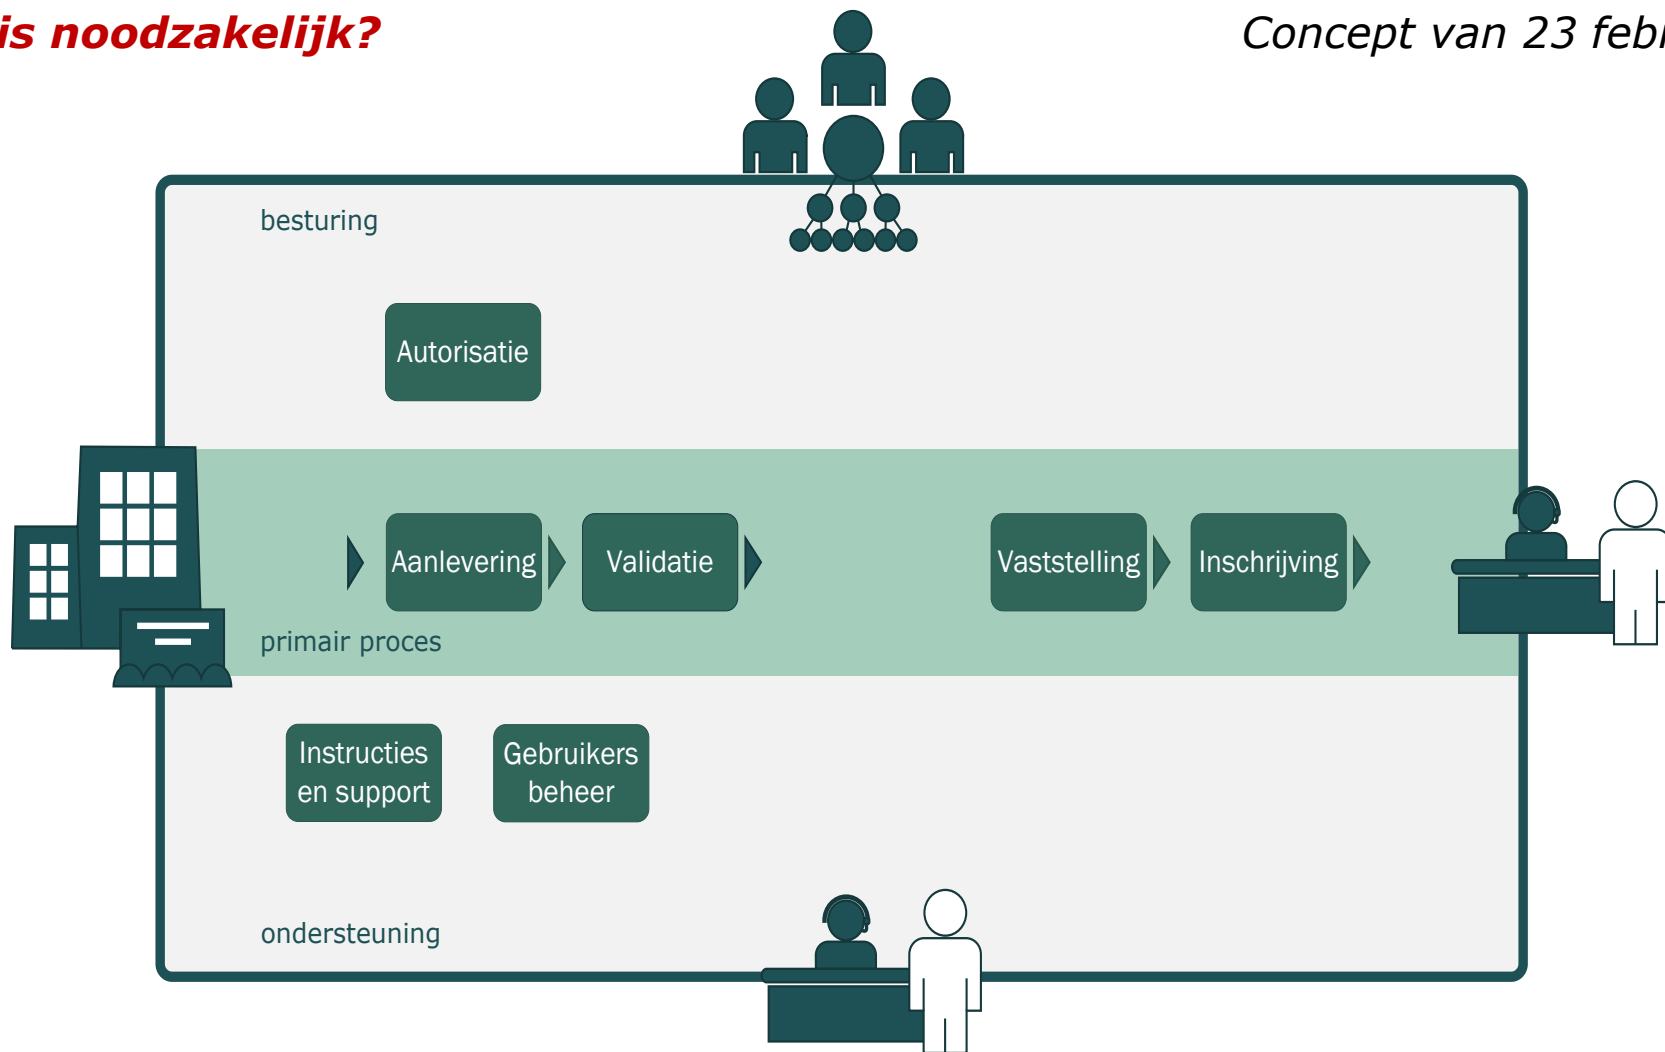 is noodzakelijk?
Concept van 23
besturing
Autorisatie
Aanlevering
Validatie
Vaststelling
Inschrijving
primair proces
Instructies
en support
Gebruikers
beheer
ondersteuning